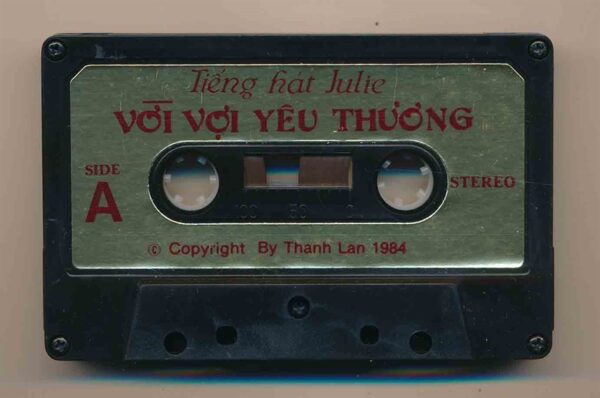 Tiếng hát Julie
VỜI VỢI YÊU THƯƠNG
SIDE
A
STEREO
100 50 0
© Copyright By Thanh Lan 1984